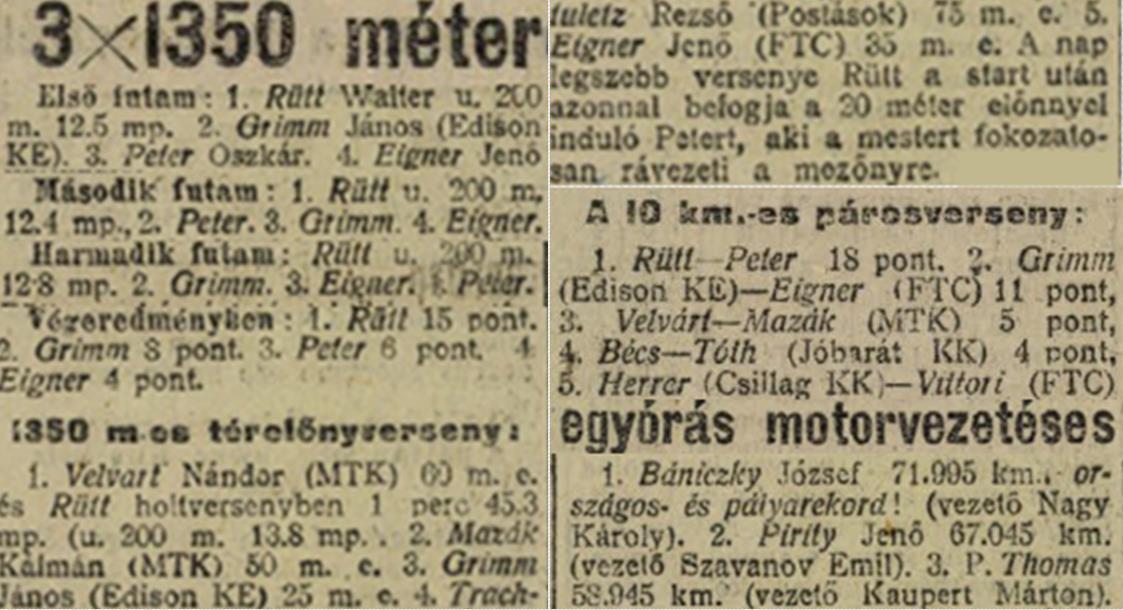 3×1350 méter
Első futam: 1. Rütt Walter u. 200
m. 12.5 mp. 2. Grimm János (Edison
KE). 3. Peter Oszkár. 4. Eigner Jenő
Második futam: 1. Rütt u. 200 m.
12.4 mp., 2. Peter. 3. Grimm. 4. Eigner.
Harmadik futam: Rütt u. 200 m.
12·8 mp. 2. Grimm. 3. Eigner. 4. Peter.
Végeredményben: 1. Rütt 15 pont.
2. Grimm 8 pont. 3. Peter 6 pont. 4
Eigner 4 pont.
1350 m-es térelőnyverseny:
1. Velvart Nándor (MTK) 60 m. e.
és Rütt holtversenyben 1 perc 45.3
mp. (u. 200 m. 13.8 mp.. 2. Mazák
Kálmán (MTK) 50 m. e. 3. Grimm
János (Edison KE) 25 m. e. 4. Trach-
tuletz Rezső (Postások) 75 m. e. 5.
Eigner Jenő (FTC) 35 m. e. A nap
legszebb versenye Rütt a start után
azonnal befogja a 20 méter előnnyel
induló Petert, aki a mestert fokozato-
san rávezeti a mezőnyre.
A 10 km.-es párosverseny:
1. Rütt—Peter 18 pont. 2. Grimm
(Edison KE)—Eigner (FTC) 11 pont,
3. Velvárt—Mazák (MTK) 5 pont,
4. Bécs—Tóth (Jóbarát KK) 4 pont,
5. Herrer (Csillag KK)—Vittori (FTC)
egyórás motorvezetéses
1. Bániczky József 71.995 km., or-
szágos- és pályarekord! (vezető Nagy
Károly). 2. Pirity Jenő 67.045 km.
(vezető Szavanov Emil). 3. P. Thomas
58.945 km. (vezető Kaupert Márton).